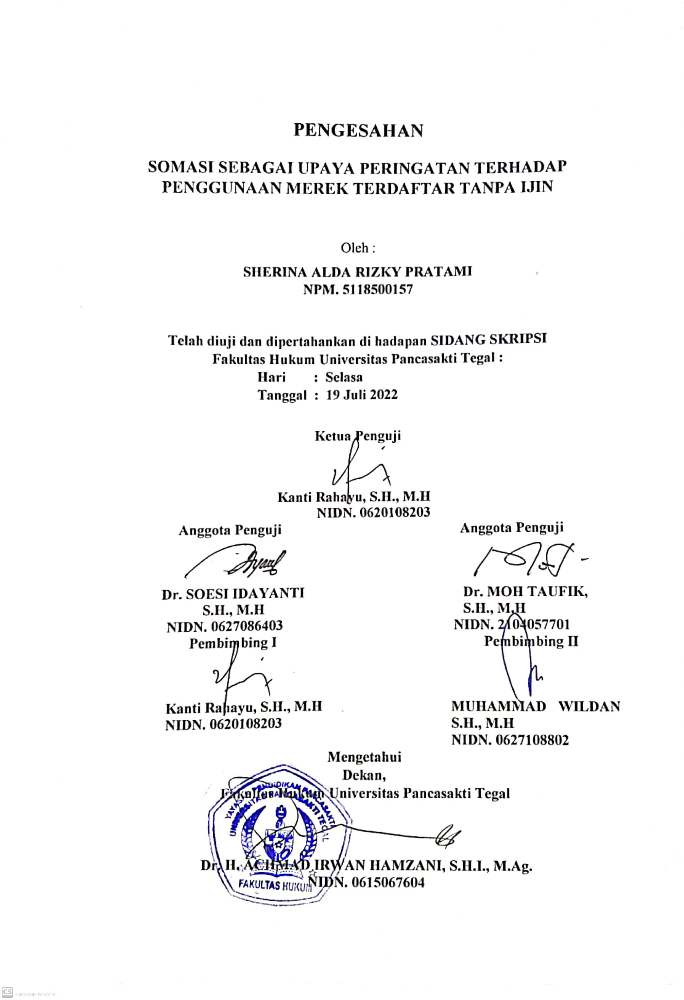 PENGESAHAN
SOMASI SEBAGAI UPAYA PERINGATAN TERHADAP
PENGGUNAAN MEREK TERDAFTAR TANPA IJIN
Oleh :
SHERINA ALDA RIZKY PRATAMI
NPM. 5118500157
Telah diuji dan dipertahankan di hadapan SIDANG SKRIPSI
Fakultas Hukum Universitas Pancasakti Tegal :
Hari : Selasa
Tanggal : 19 Juli 2022
Ketua Penguji
Kanti Rahayu, S.H., M.H
NIDN. 0620108203
Anggota Penguji
Dr. SOESI IDAYANTI
S.H., M.H
NIDN. 0627086403
Anggota Penguji
Dr. MOH TAUFIK,
S.H., M.H
NIDN. 2104057701
Pembimbing I
Kanti Rahayu, S.H., M.H
NIDN. 0620108203
Pembimbing II
MUHAMMAD WILDAN
S.H., M.H
NIDN. 0627108802
Mengetahui
Dekan,
Fakultas Hukum Universitas Pancasakti Tegal
YAYASAN PENDIDIKAN PANCASAKTI
UNIVERSITAS PANCASAKTI TEGAL
Dr. H. ACHMAD IRWAN HAMZANI, S.H.I., M.Ag.
NIDN. 0615067604
FAKULTAS HUKUM
CS Dipindai dengan CamScanner